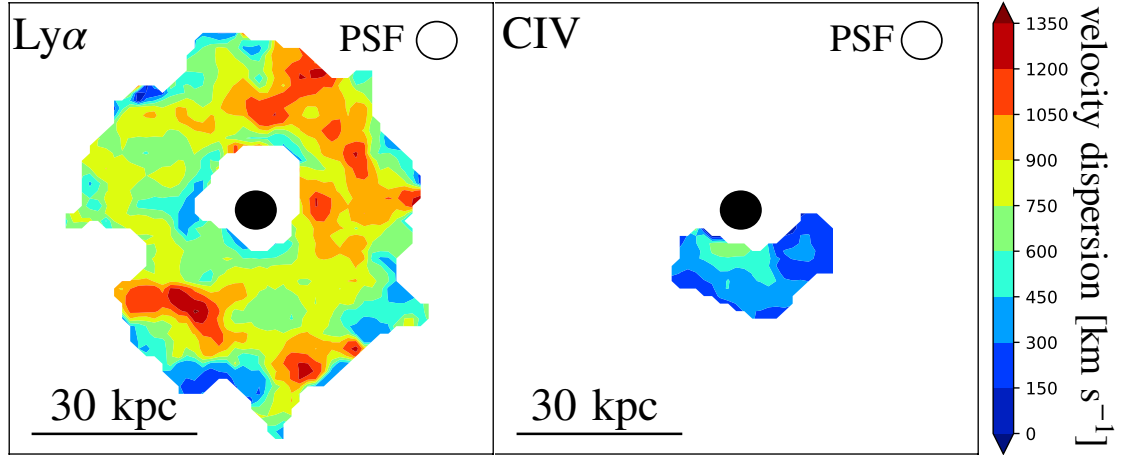 Lyα
PSF
30 kpc
CIV
PSF
30 kpc
1350
1200
1050
900
750
600
450
300
150
0
velocity dispersion [km s⁻¹]